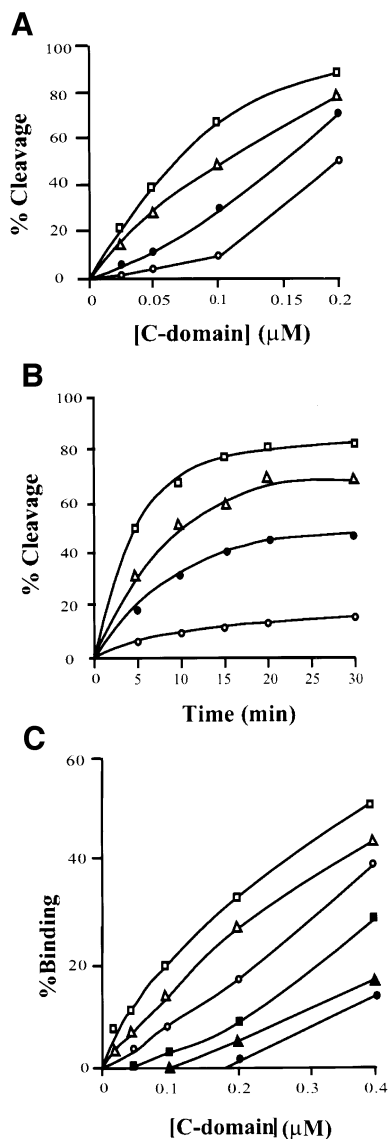 A
100
80
60
40
20
0
% Cleavage
0 0.05 0.1 0.15 0.2
[C-domain] (µM)
B
100
80
60
40
20
0
% Cleavage
0 5 10 15 20 25 30
Time (min)
C
60
40
20
0
%Binding
0 0.1 0.2 0.3 0.4
[C-domain] (µM)